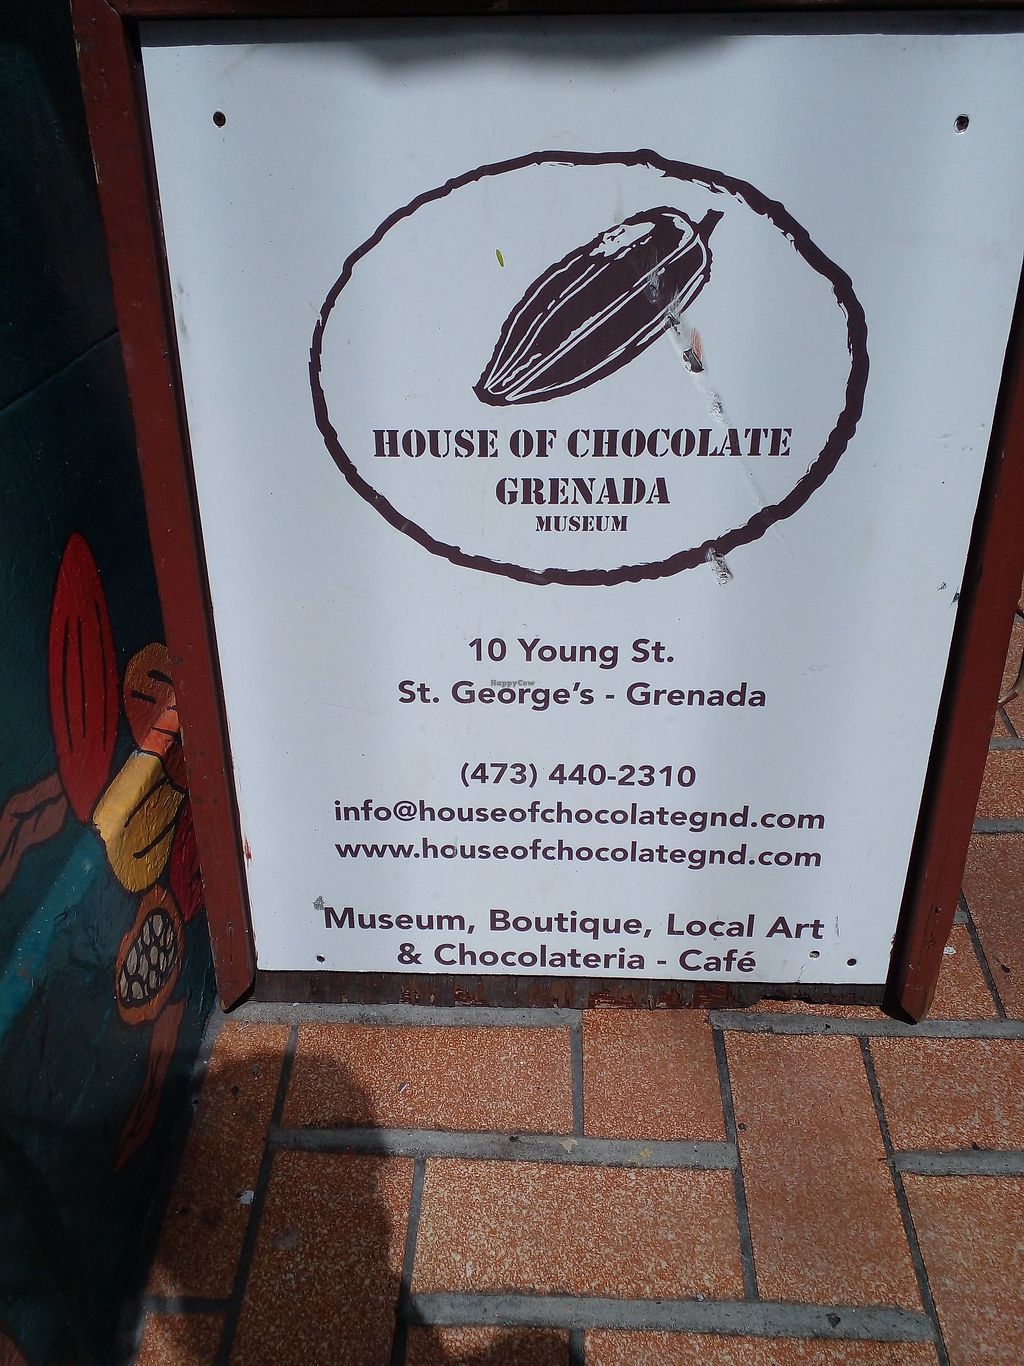 HOUSE OF CHOCOLATE
GRENADA
MUSEUM
10 Young St.
HappyCow
St. George's - Grenada
(473) 440-2310
info@houseofchocolategnd.com
www.houseofchocolategnd.com
Museum, Boutique, Local Art
& Chocolateria - Café